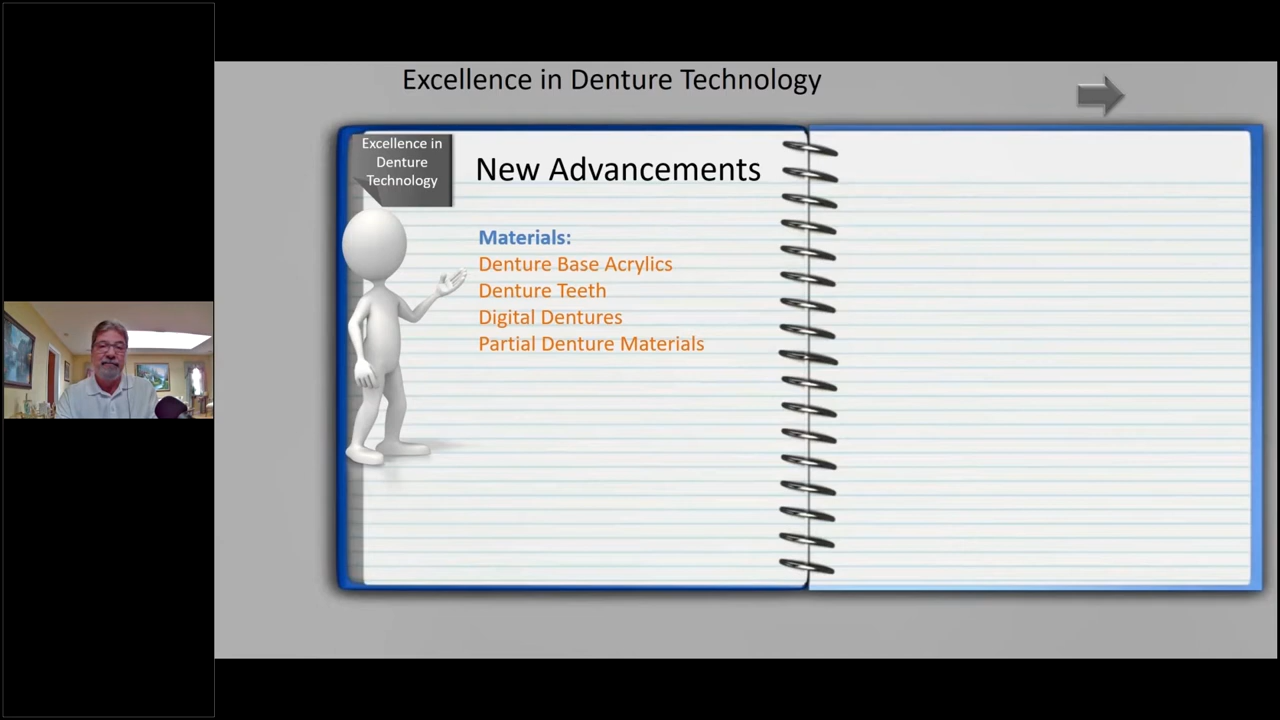 Excellence in Denture Technology
Excellence in
Denture
Technology
New Advancements
Materials:
Denture Base Acrylics
Denture Teeth
Digital Dentures
Partial Denture Materials